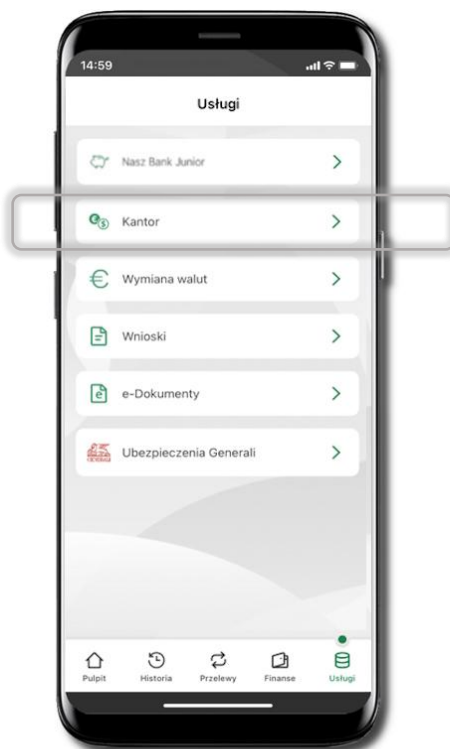 14:59
Usługi
Nasz Bank Junior
Kantor
Wymiana walut
Wnioski
e-Dokumenty
Ubezpieczenia Generali
Pulpit
Historia
Przelewy
Finanse
Usługi